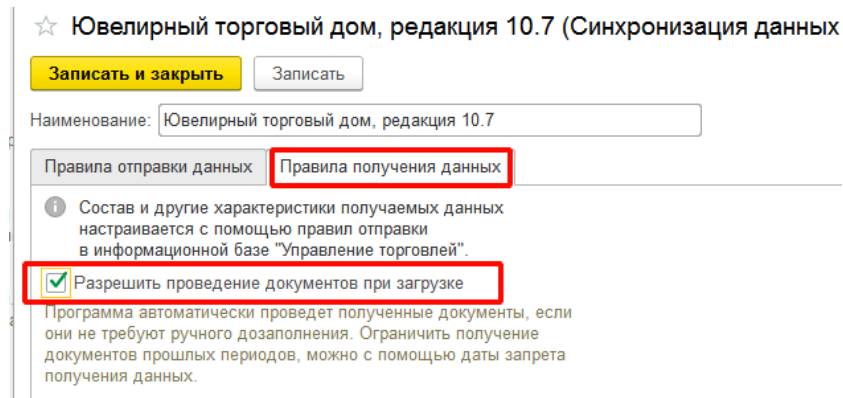 Ювелирный торговый дом, редакция 10.7 (Синхронизация данных
Записать и закрыть Записать
Наименование: Ювелирный торговый дом, редакция 10.7
Правила отправки данных Правила получения данных
Состав и другие характеристики получаемых данных
настраивается с помощью правил отправки
в информационной базе "Управление торговлей".
Разрешить проведение документов при загрузке
Программа автоматически проведет полученные документы, если
они не требуют ручного дозаполнения. Ограничить получение
документов прошлых периодов, можно с помощью даты запрета
получения данных.